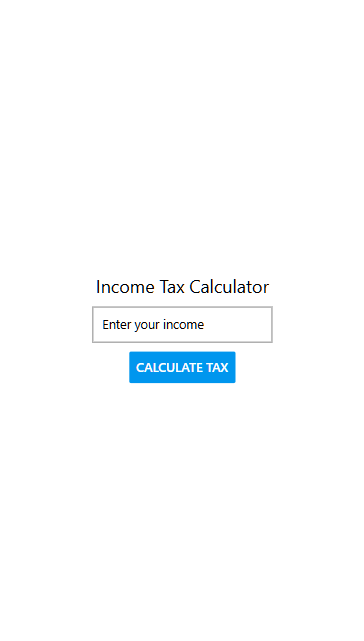 Income Tax Calculator
Enter your income
CALCULATE TAX